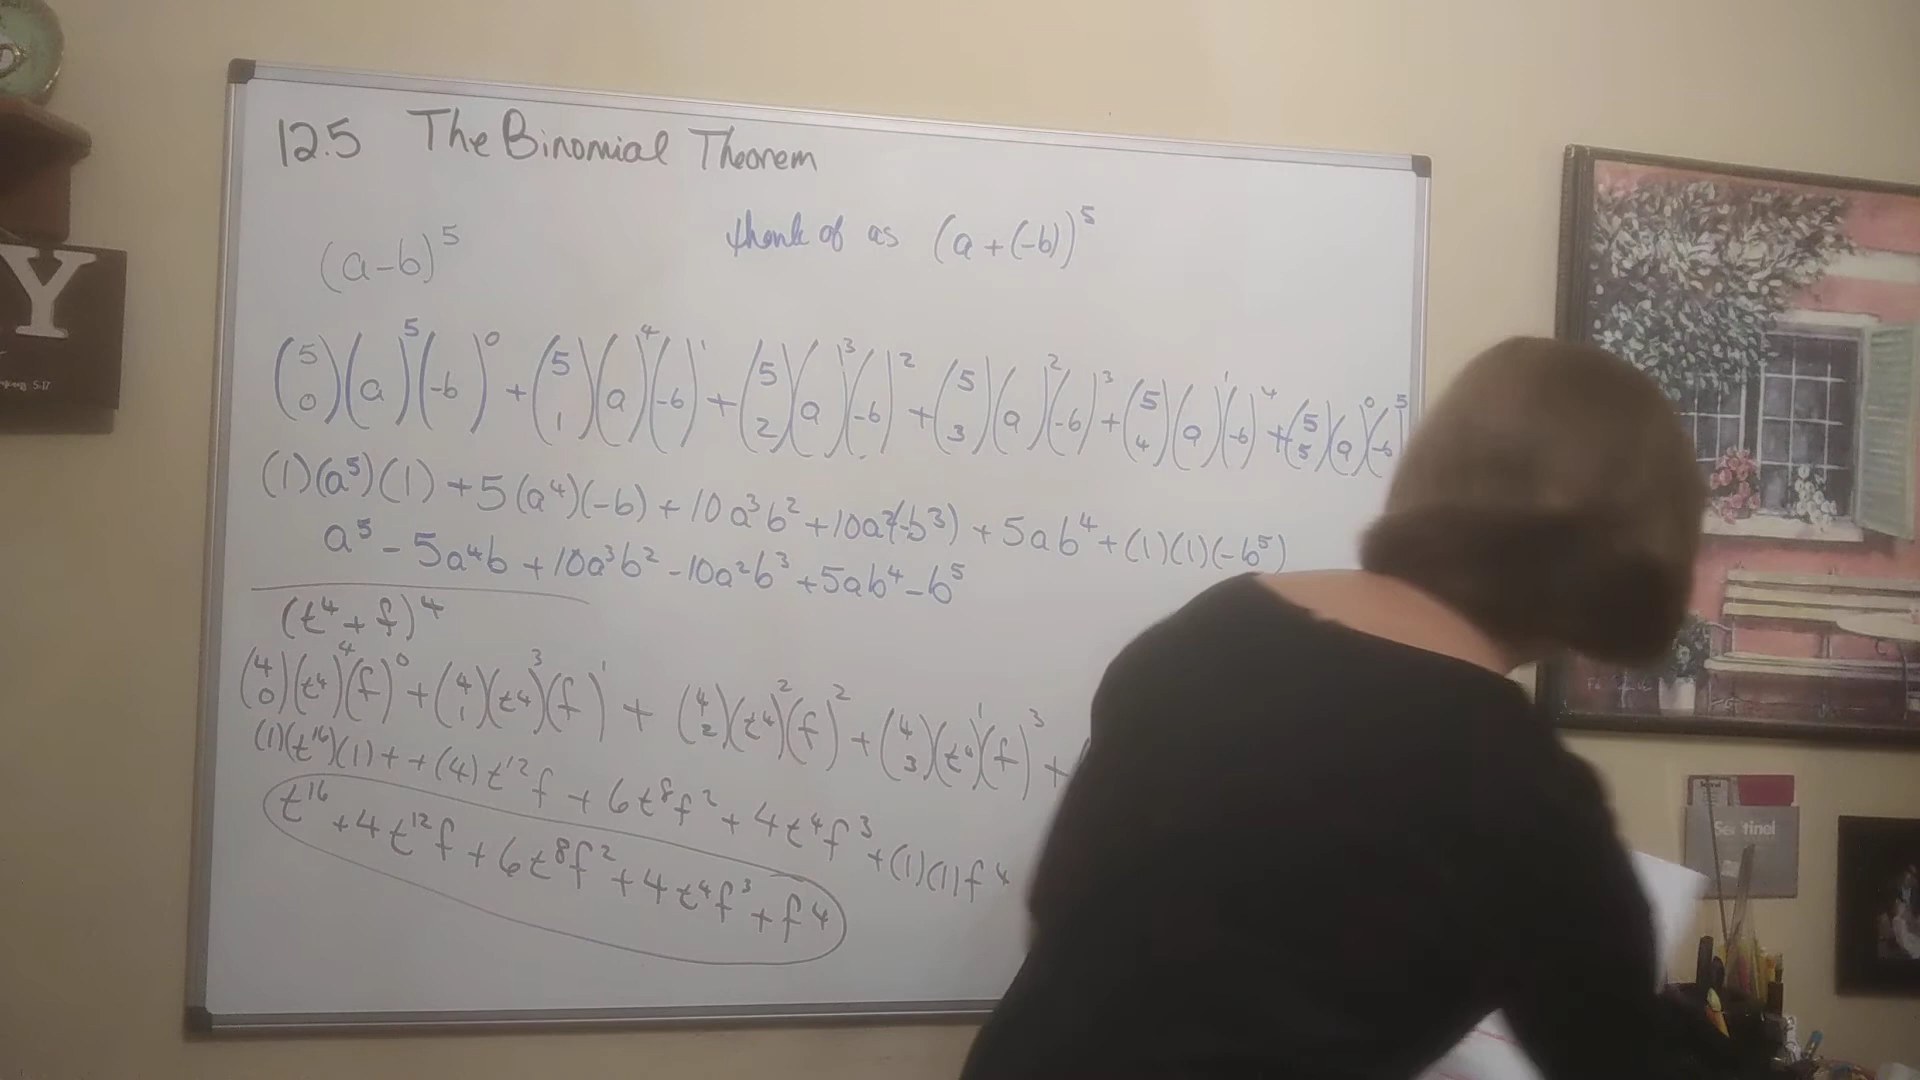 12.5 The Binomial Theorem
(a-b)^5 think of as (a+(-b))^5
(5 0)(a)^5(-b)^0 + (5 1)(a)^4(-b)^1 + (5 2)(a)^3(-b)^2 + (5 3)(a)^2(-b)^3 + (5 4)(a)^1(-b)^4 + (5 5)(a)^0(-b)^5
(1)(a^5)(1) + 5(a^4)(-b) + 10a^3b^2 + 10a^2(-b^3) + 5ab^4 + (1)(1)(-b^5)
a^5 - 5a^4b + 10a^3b^2 - 10a^2b^3 + 5ab^4 - b^5
(t^4 + f)^4
(4 0)(t^4)^4(f)^0 + (4 1)(t^4)^3(f)^1 + (4 2)(t^4)^2(f)^2 + (4 3)(t^4)^1(f)^3 + (
(1)(t^16)(1) + + (4)t^12f + 6t^8f^2 + 4t^4f^3 + (1)(1)f^4
t^16 + 4t^12f + 6t^8f^2 + 4t^4f^3 + f^4
Y